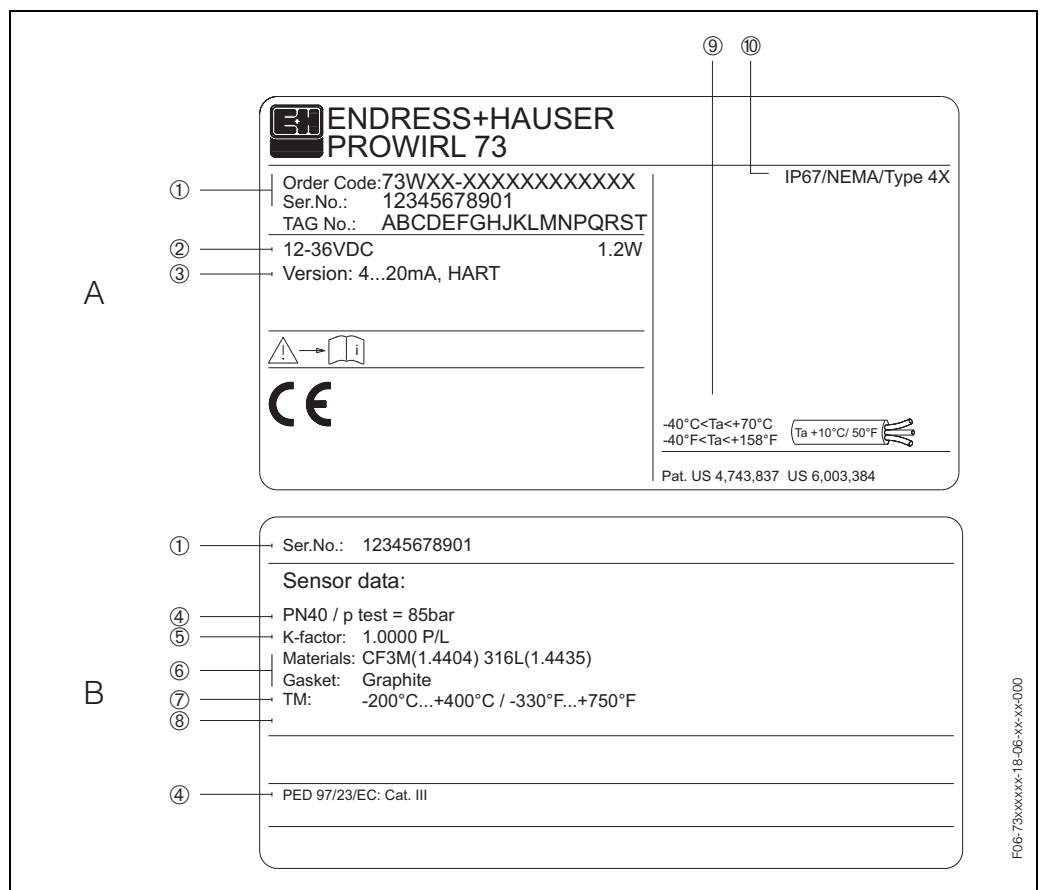 ⑨ ⑩
E+H ENDRESS+HAUSER
PROWIRL 73
IP67/NEMA/Type 4X
① Order Code:73WXX-XXXXXXXXXXXX
Ser.No.: 12345678901
TAG No.: ABCDEFGHJKLMNPQRST
② 12-36VDC 1.2W
③ Version: 4...20mA, HART
A
! i
CE
-40°C<Ta<+70°C
-40°F<Ta<+158°F
Ta +10°C/ 50°F
Pat. US 4,743,837 US 6,003,384
① Ser.No.: 12345678901
Sensor data:
④ PN40 / p test = 85bar
⑤ K-factor: 1.0000 P/L
⑥ Materials: CF3M(1.4404) 316L(1.4435)
Gasket: Graphite
B
⑦ TM: -200°C...+400°C / -330°F...+750°F
⑧
④ PED 97/23/EC: Cat. III
F06-73xxxxxx-18-06-xx-xx-000